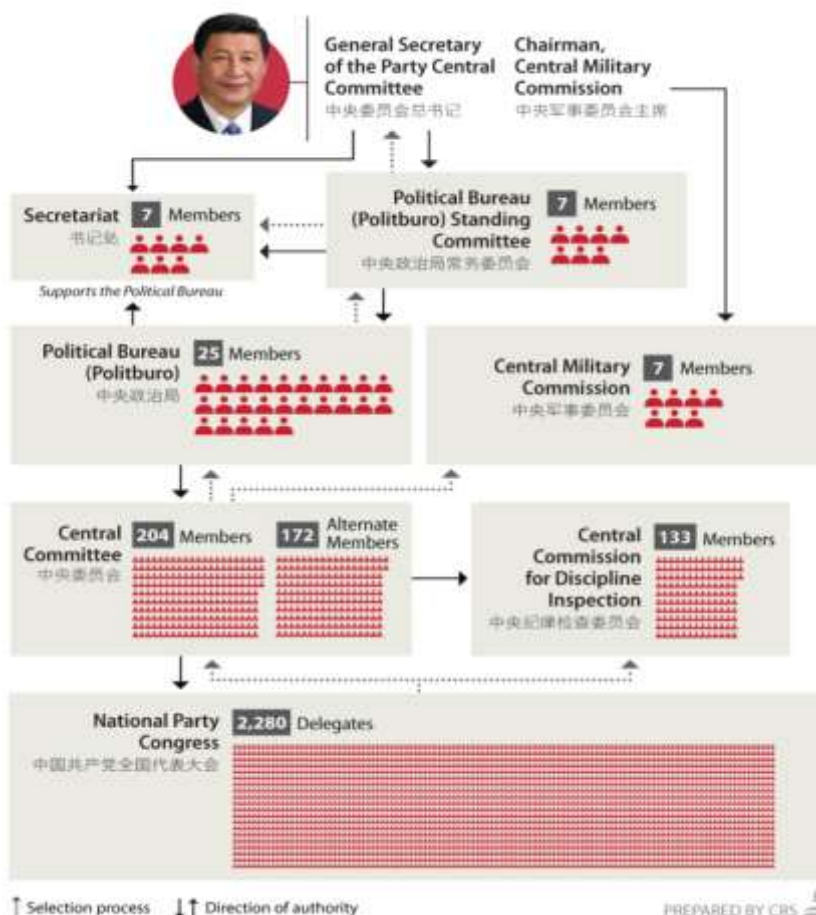 General Secretary
of the Party Central
Committee
中央委员会总书记
Chairman,
Central Military
Commission
中央军事委员会主席
Secretariat
书记处
7 Members
Supports the Political Bureau
Political Bureau
(Politburo) Standing
Committee
中央政治局常务委员会
7 Members
Political Bureau
(Politburo)
中央政治局
25 Members
Central Military
Commission
中央军事委员会
7 Members
Central
Committee
中央委员会
204 Members
172 Alternate
Members
Central
Commission
for Discipline
Inspection
中央纪律检查委员会
133 Members
National Party
Congress
中国共产党全国代表大会
2,280 Delegates
↑ Selection process ↓↑ Direction of authority
PREPARED BY CRS